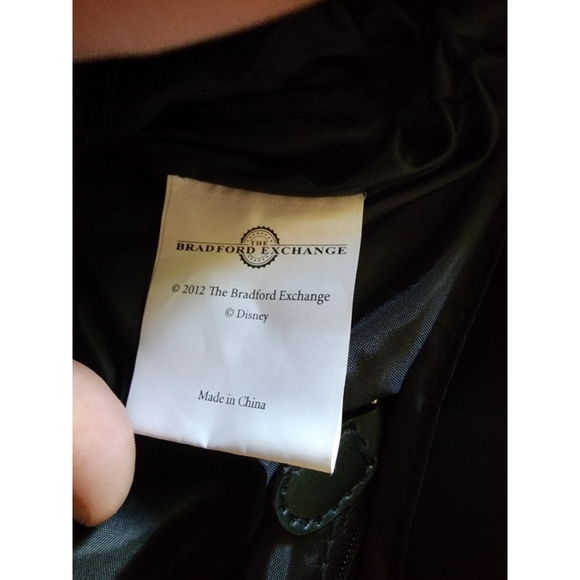 THE
BRADFORD EXCHANGE
© 2012 The Bradford Exchange
© Disney
Made in China